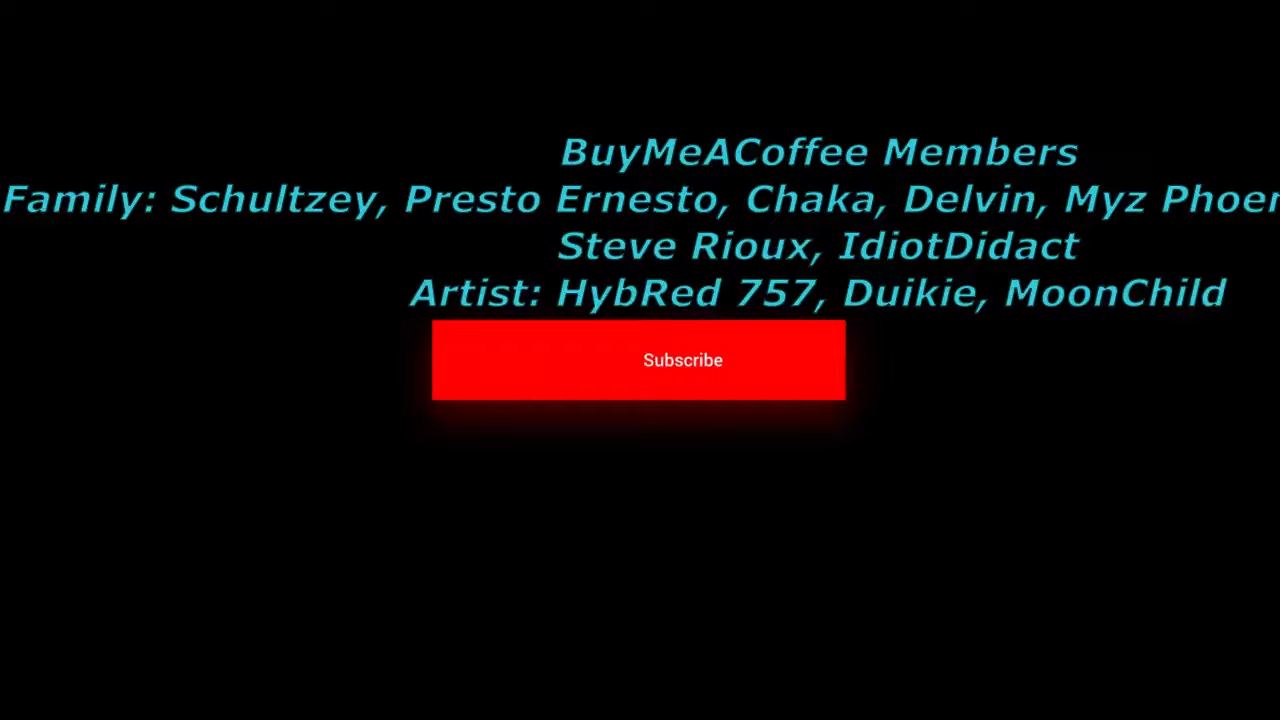 BuyMeACoffee Members
Family: Schultzey, Presto Ernesto, Chaka, Delvin, Myz
Steve Rioux, IdiotDidact
Artist: HybRed 757, Duikie, MoonChild
Subscribe